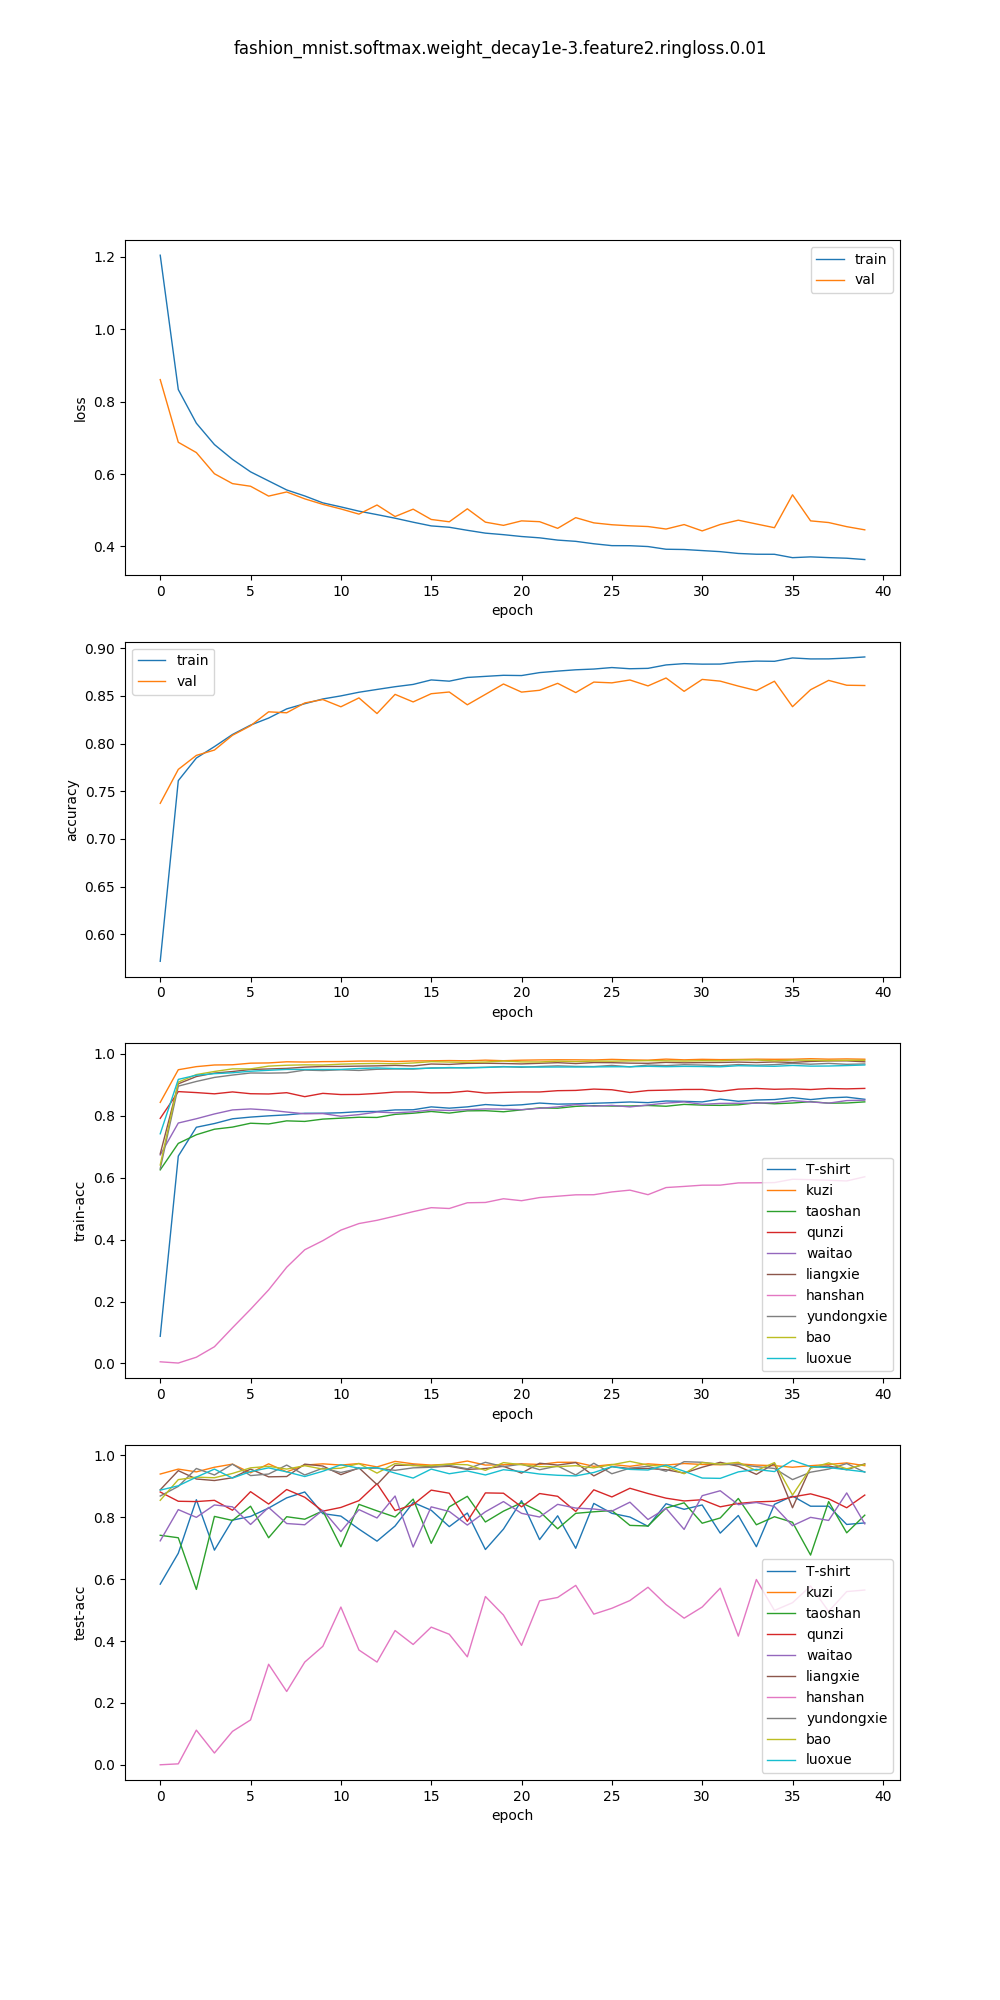 fashion_mnist.softmax.weight_decay1e-3.feature2.ringloss.0.01
1.2
1.0
0.8
0.6
0.4
loss
train
val
0 5 10 15 20 25 30 35 40
epoch
0.90
0.85
0.80
0.75
0.70
0.65
0.60
accuracy
train
val
0 5 10 15 20 25 30 35 40
epoch
1.0
0.8
0.6
0.4
0.2
0.0
train-acc
T-shirt
kuzi
taoshan
qunzi
waitao
liangxie
hanshan
yundongxie
bao
luoxue
0 5 10 15 20 25 30 35 40
epoch
1.0
0.8
0.6
0.4
0.2
0.0
test-acc
T-shirt
kuzi
taoshan
qunzi
waitao
liangxie
hanshan
yundongxie
bao
luoxue
0 5 10 15 20 25 30 35 40
epoch